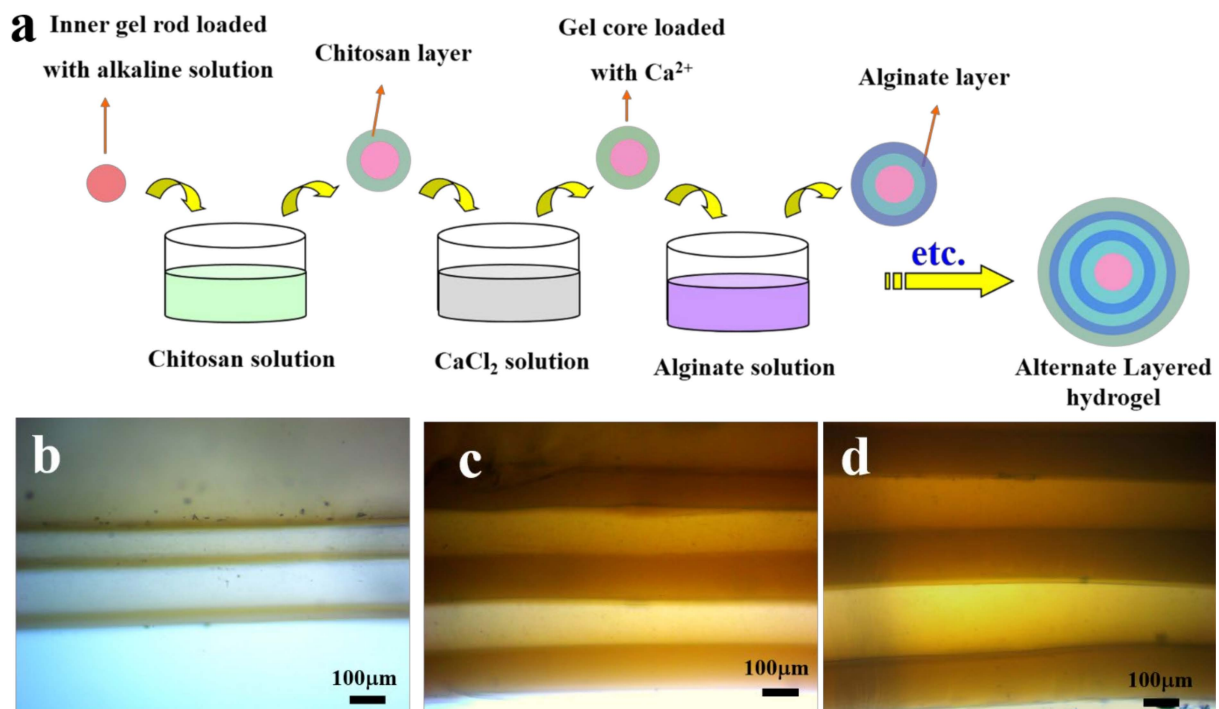 a
Inner gel rod loaded
with alkaline solution
Chitosan layer
Gel core loaded
with Ca²⁺
Alginate layer
etc.
Chitosan solution
CaCl₂ solution
Alginate solution
Alternate Layered
hydrogel
b
100μm
c
100μm
d
100μm